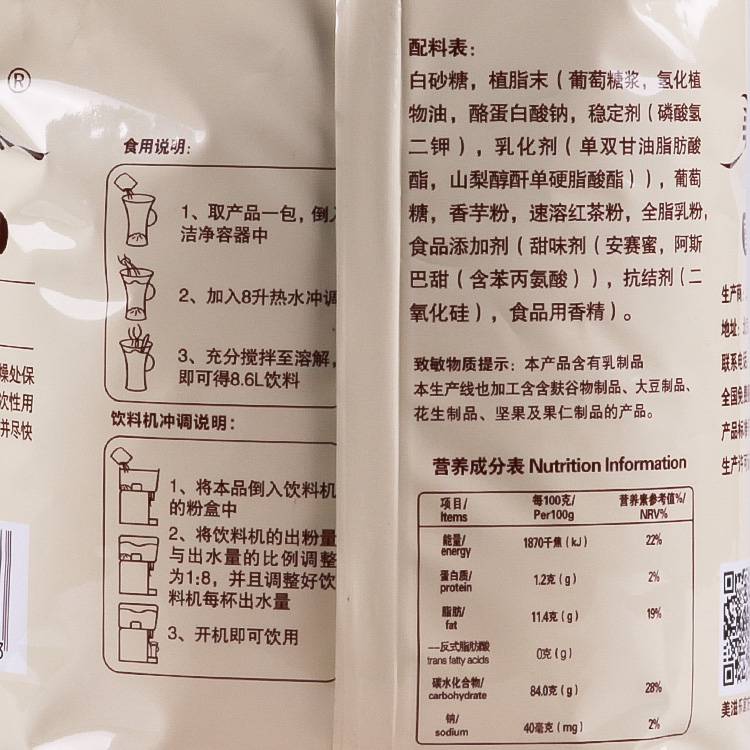 ®
燥处保
次性用
并尽快
食用说明:
1、取产品一包,倒入
洁净容器中
2、加入8升热水冲调
3、充分搅拌至溶解,
即可得8.6L饮料
饮料机冲调说明:
1、将本品倒入饮料机
的粉盒中
2、将饮料机的出粉量
与出水量的比例调整
为1:8,并且调整好饮
料机每杯出水量
3、开机即可饮用
配料表:
白砂糖,植脂末(葡萄糖浆,氢化植
物油,酪蛋白酸钠,稳定剂(磷酸氢
二钾),乳化剂(单双甘油脂肪酸
酯,山梨醇酐单硬脂酸酯)),葡萄
糖,香芋粉,速溶红茶粉,全脂乳粉,
食品添加剂(甜味剂(安赛蜜,阿斯
巴甜(含苯丙氨酸)),抗结剂(二
氧化硅),食品用香精)。
致敏物质提示:本产品含有乳制品
本生产线也加工含含麸谷物制品、大豆制品、
花生制品、坚果及果仁制品的产品。
营养成分表 Nutrition Information
项目/ 每100克/ 营养素参考值%/
Items Per100g NRV%
能量/
energy 1870千焦(kJ) 22%
蛋白质/
protein 1.2克(g) 2%
脂肪/
fat 11.4克(g) 19%
—反式脂肪酸
trans fatty acids 0克(g)
碳水化合物/
carbohydrate 84.0克(g) 28%
钠/
sodium 40毫克(mg) 2%
生产商
地址:
联系电话
全国免费
产品标准
生产许可
美滋